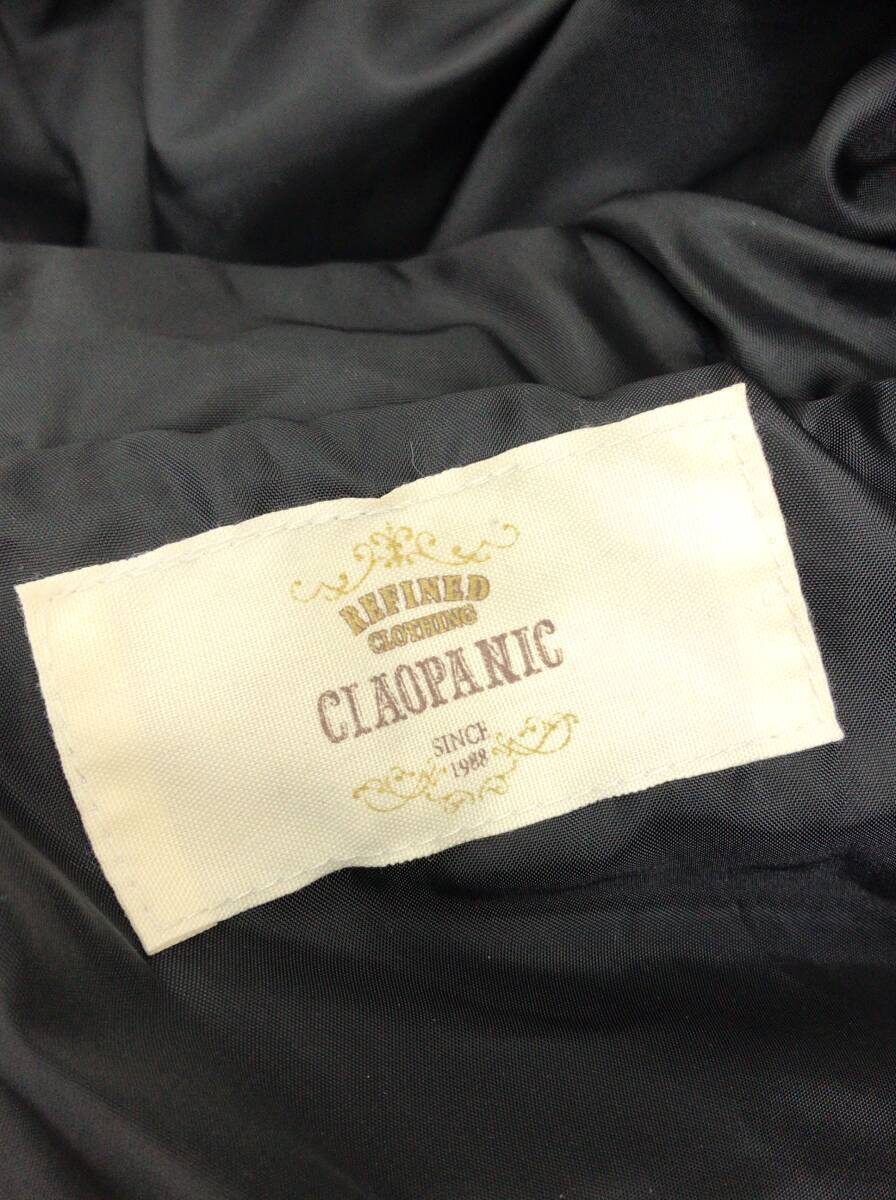 REFINED
CLOTHING
CIAOPANIC
SINCE
1988